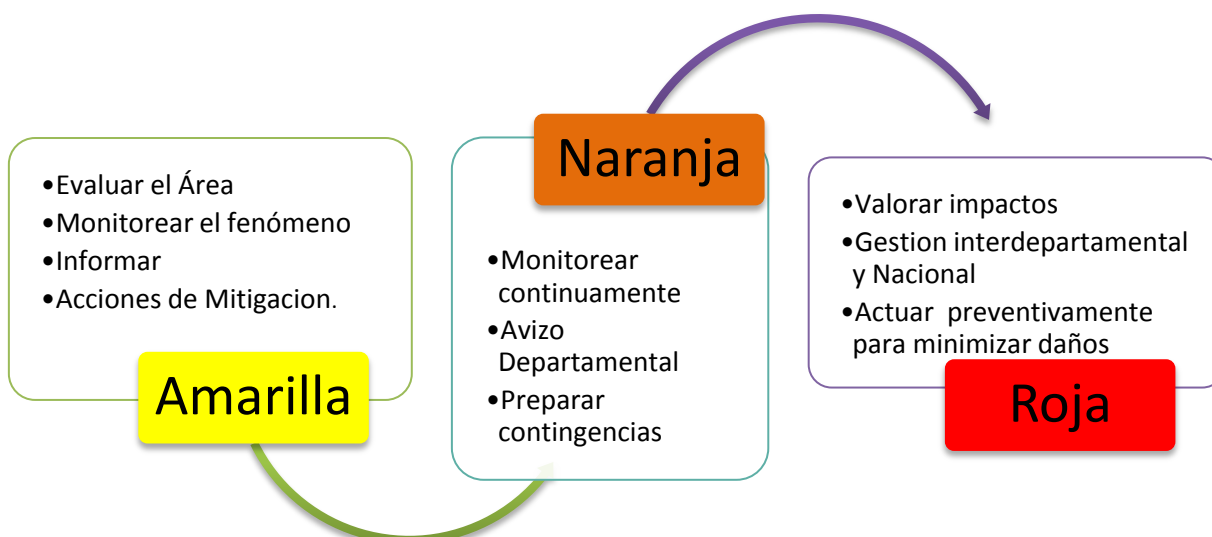 •Evaluar el Área
•Monitorear el fenómeno
•Informar
•Acciones de Mitigacion.
Amarilla
Naranja
•Monitorear
continuamente
•Avizo
Departamental
•Preparar
contingencias
•Valorar impactos
•Gestion interdepartamental
y Nacional
•Actuar preventivamente
para minimizar daños
Roja